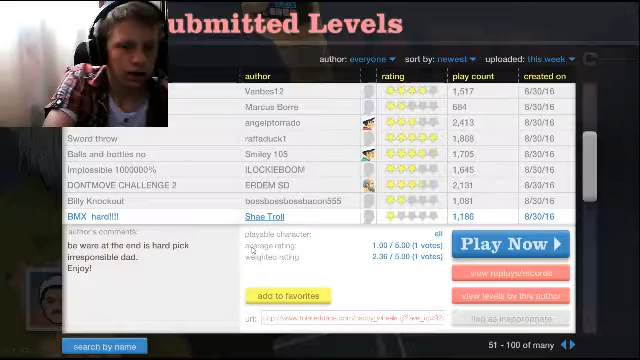 ubmitted Levels
author: everyone sort by: newest uploaded: this week
author rating play count created on
Vanbes12 1,517 8/30/16
Marcus Borre 684 8/30/16
angelptorrado 2,413 8/30/16
Sword throw raffaduck1 1,868 8/30/16
Balls and bottles no Smiley 105 1,705 8/30/16
Implossible 1000000% ILOCKIEBOOM 1,645 8/30/16
DONTMOVE CHALLENGE 2 ERDEM SD 2,131 8/30/16
Billy Knockout bossbossbossbacon555 1,081 8/30/16
BMX hard!!!! Shae Troll 1,186 8/30/16
author's comments:
be ware at the end is hard pick
irresponsible dad.
Enjoy!
playable character: all
average rating: 1.00 / 5.00 (1 votes)
weighted rating: 2.36 / 5.00 (1 votes)
add to favorites
url:
Play Now
view replays/records
view levels by this author
flag as inappropriate
search by name
51 - 100 of many